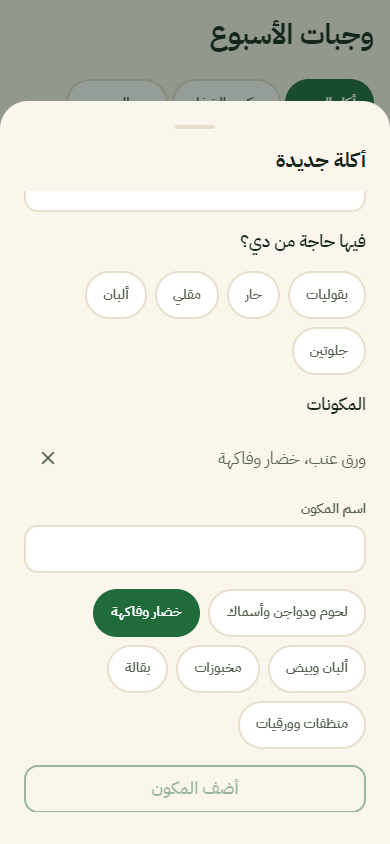 وجبات الأسبوع
أكلة جديدة
فيها حاجة من دي؟
بقوليات حار مقلي ألبان
جلوتين
المكونات
ورق عنب، خضار وفاكهة
اسم المكون
لحوم ودواجن وأسماك خضار وفاكهة
ألبان وبيض مخبوزات بقالة
منظفات وورقيات
أضف المكون